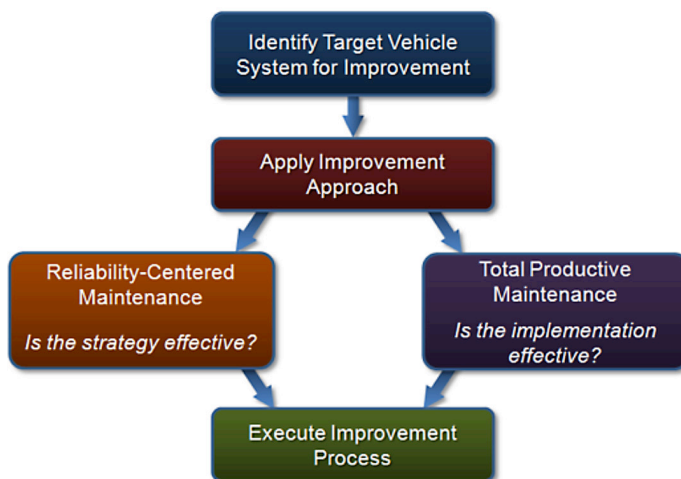 Identify Target Vehicle
System for Improvement
Apply Improvement
Approach
Reliability-Centered
Maintenance
Is the strategy effective?
Total Productive
Maintenance
Is the implementation
effective?
Execute Improvement
Process